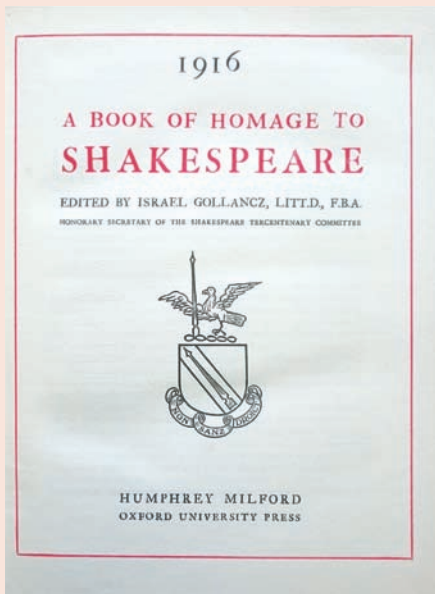 1916
A BOOK OF HOMAGE TO
SHAKESPEARE
EDITED BY ISRAEL GOLLANCZ, LITT.D., F.B.A.
HONORARY SECRETARY OF THE SHAKESPEARE TERCENTENARY COMMITTEE
NON SANZ DROICT
HUMPHREY MILFORD
OXFORD UNIVERSITY PRESS